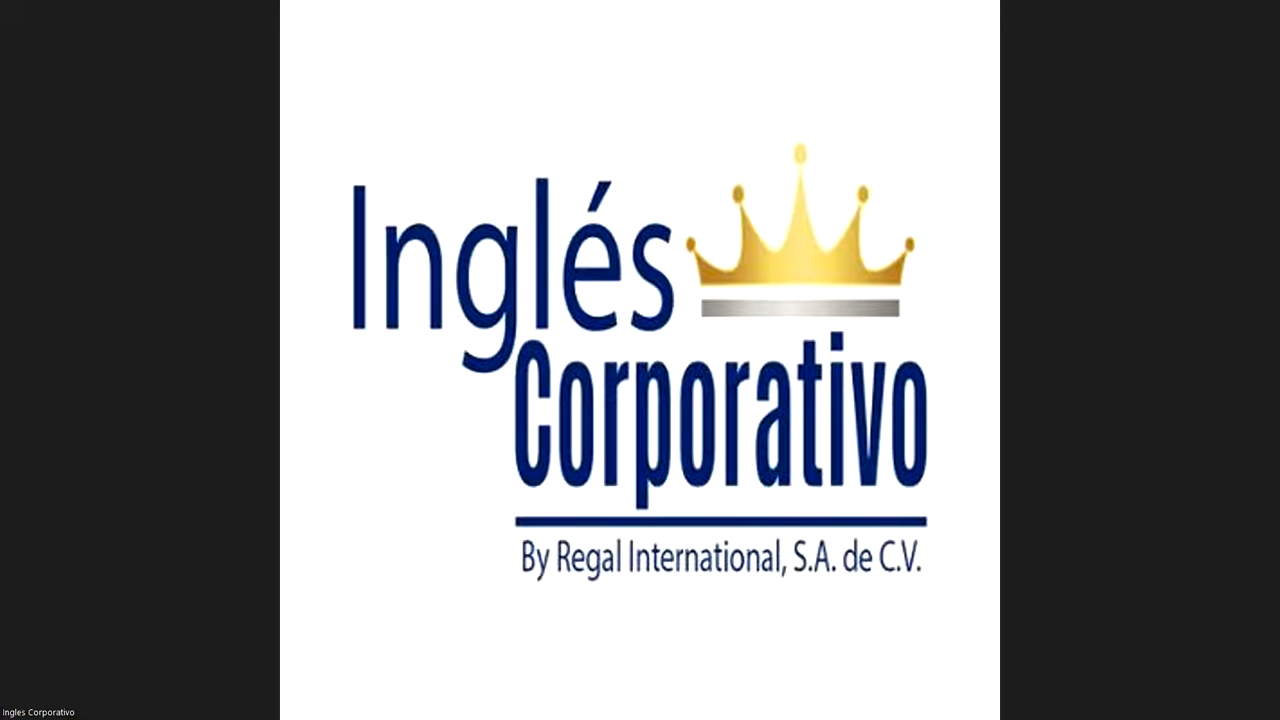 Inglés
Corporativo
By Regal International, S.A. de C.V.
Ingles Corporativo